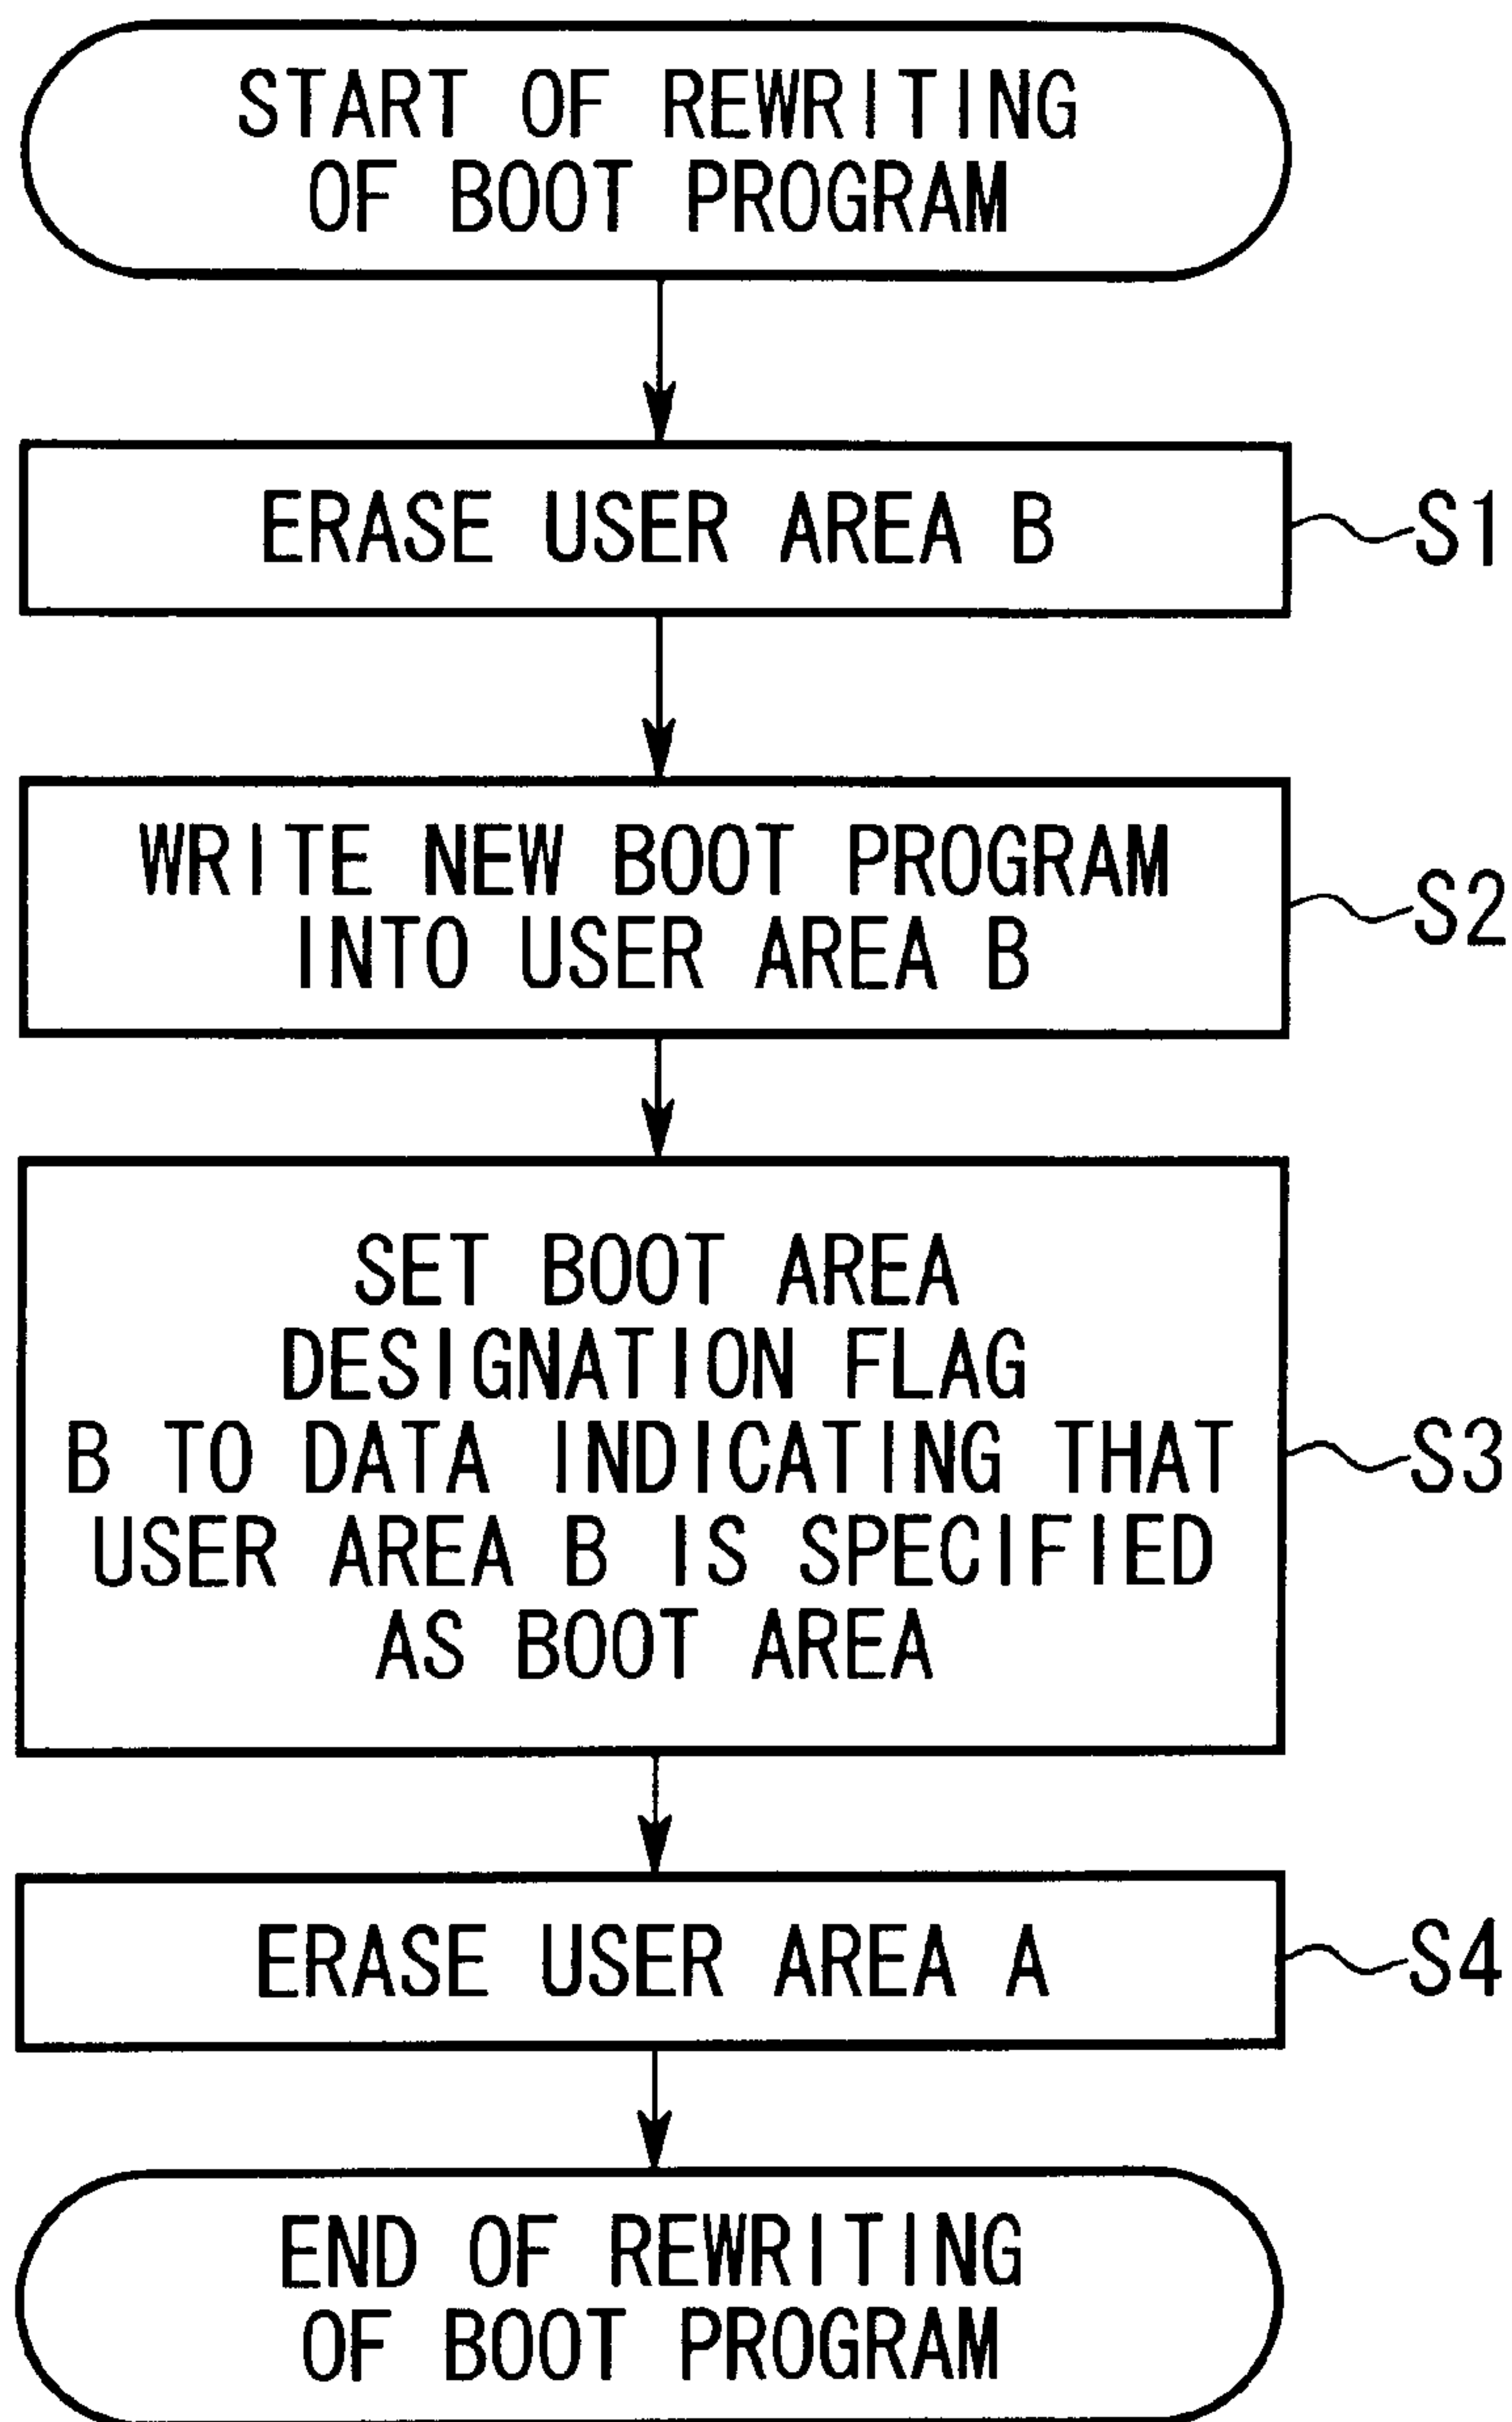 START OF REWRITING
OF BOOT PROGRAM
ERASE USER AREA B
S1
WRITE NEW BOOT PROGRAM
INTO USER AREA B
S2
SET BOOT AREA
DESIGNATION FLAG
B TO DATA INDICATING THAT
USER AREA B IS SPECIFIED
AS BOOT AREA
S3
ERASE USER AREA A
S4
END OF REWRITING
OF BOOT PROGRAM